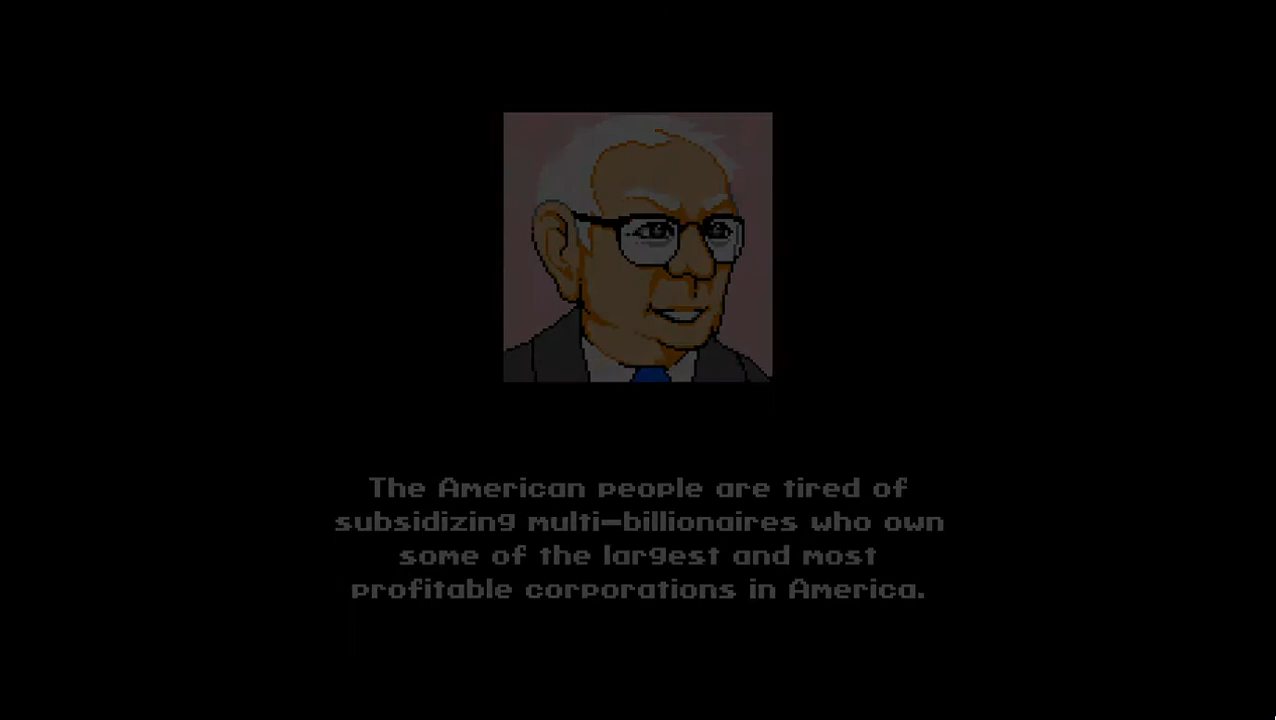 The American people are tired of
subsidizing multi-billionaires who own
some of the largest and most
profitable corporations in America.